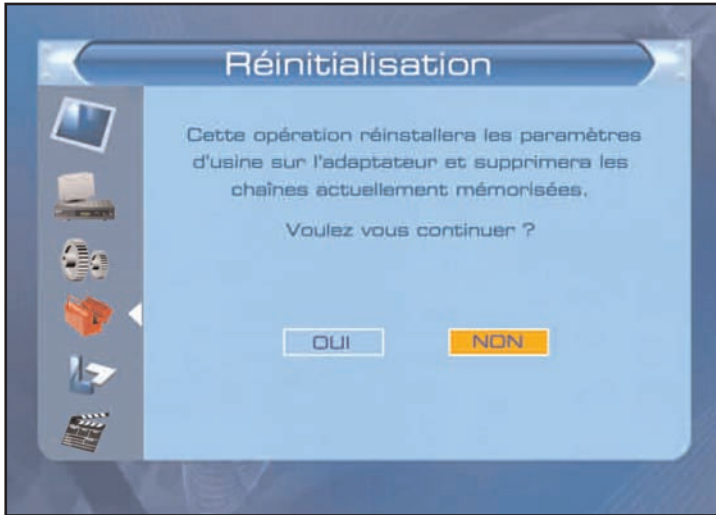 Réinitialisation
Cette opération réinstallera les paramètres
d'usine sur l'adaptateur et supprimera les
chaînes actuellement mémorisées.
Voulez vous continuer ?
OUI NON